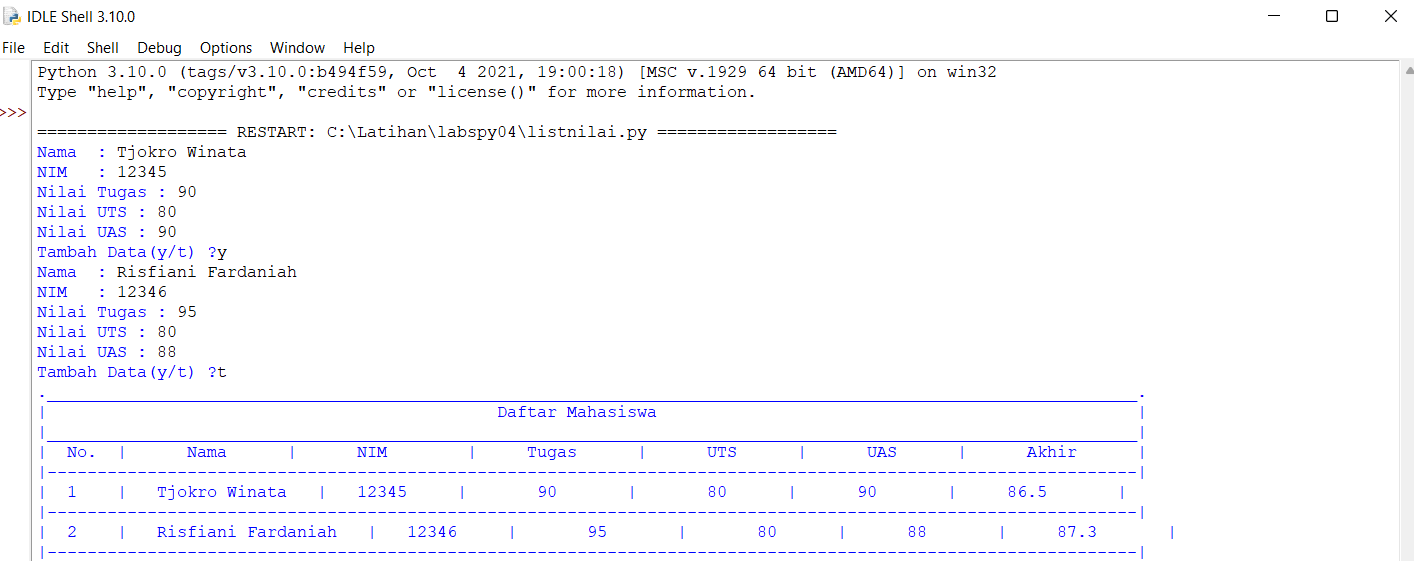 IDLE Shell 3.10.0
File Edit Shell Debug Options Window Help
Python 3.10.0 (tags/v3.10.0:b494f59, Oct  4 2021, 19:00:18) [MSC v.1929 64 bit (AMD64)] on win32
Type "help", "copyright", "credits" or "license()" for more information.
>>>
=================== RESTART: C:\Latihan\labspy04\listnilai.py ==================
Nama  : Tjokro Winata
NIM   : 12345
Nilai Tugas : 90
Nilai UTS : 80
Nilai UAS : 90
Tambah Data(y/t) ?y
Nama  : Risfiani Fardaniah
NIM   : 12346
Nilai Tugas : 95
Nilai UTS : 80
Nilai UAS : 88
Tambah Data(y/t) ?t
._____________________________________________________________________________________________________________.
|                                             Daftar Mahasiswa                                                |
|_____________________________________________________________________________________________________________|
|  No.  |      Nama      |      NIM        |     Tugas      |      UTS      |      UAS      |      Akhir      |
|-------------------------------------------------------------------------------------------------------------|
|  1    |   Tjokro Winata   |   12345     |       90       |       80      |      90       |     86.5          |
|-------------------------------------------------------------------------------------------------------------|
|  2    |   Risfiani Fardaniah   |   12346     |       95       |       80      |      88       |     87.3       |
|-------------------------------------------------------------------------------------------------------------|